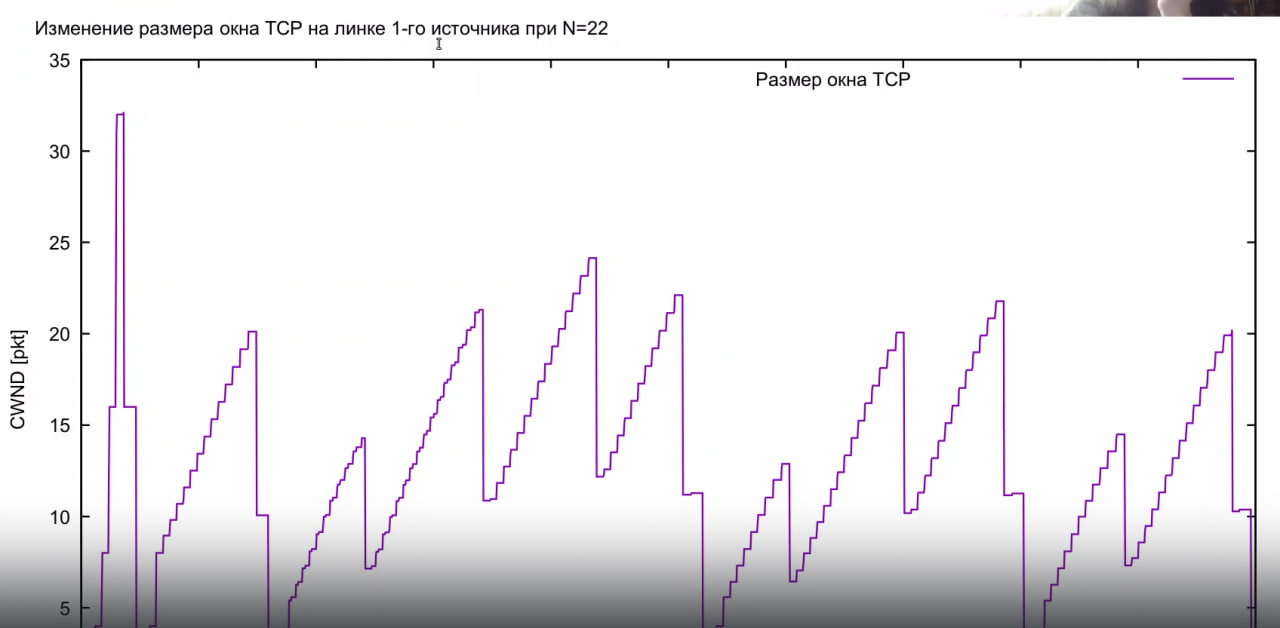 Изменение размера окна TCP на линке 1-го источника при N=22
35
Размер окна TCP
30
25
20
15
10
5
CWND [pkt]